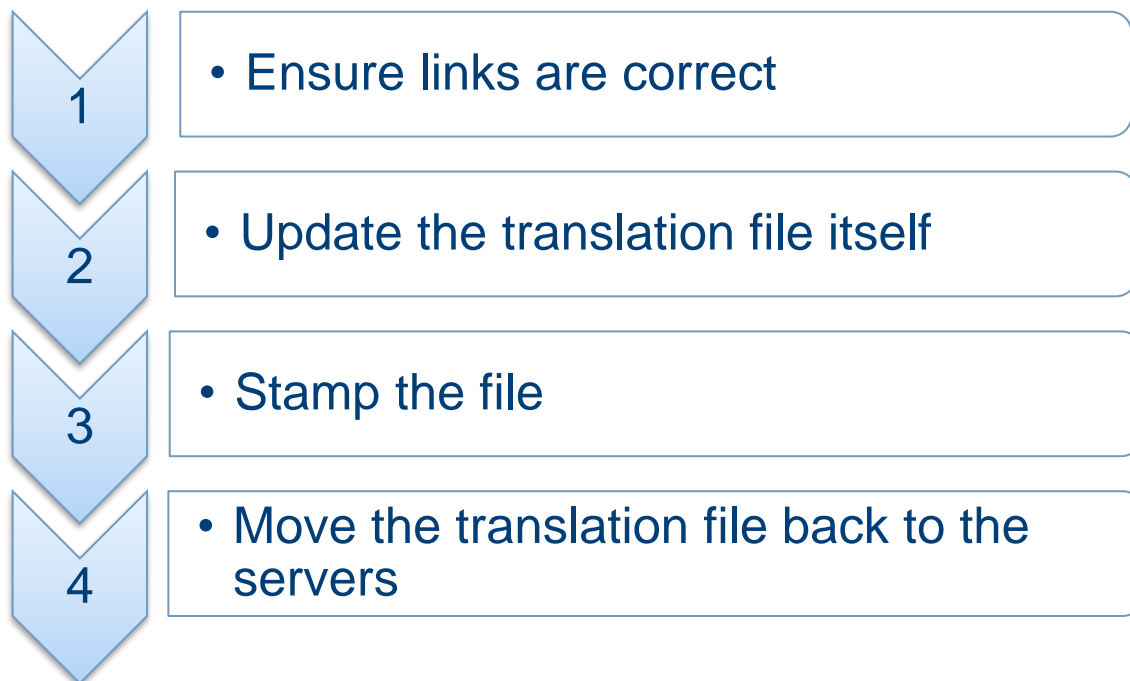 1
• Ensure links are correct
2
• Update the translation file itself
3
• Stamp the file
4
• Move the translation file back to the
servers